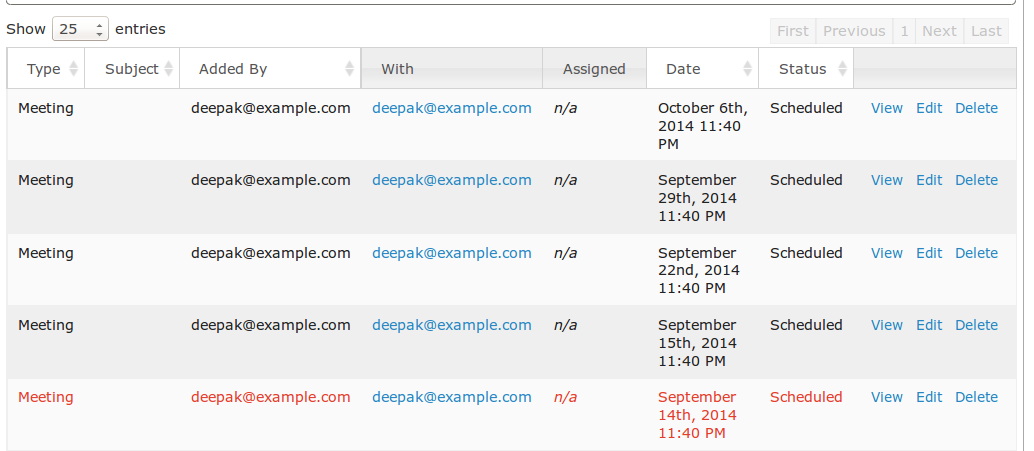 Show 25 entries First Previous 1 Next Last
Type Subject Added By With Assigned Date Status
Meeting deepak@example.com deepak@example.com n/a October 6th, Scheduled View Edit Delete
2014 11:40
PM
Meeting deepak@example.com deepak@example.com n/a September Scheduled View Edit Delete
29th, 2014
11:40 PM
Meeting deepak@example.com deepak@example.com n/a September Scheduled View Edit Delete
22nd, 2014
11:40 PM
Meeting deepak@example.com deepak@example.com n/a September Scheduled View Edit Delete
15th, 2014
11:40 PM
Meeting deepak@example.com deepak@example.com n/a September Scheduled View Edit Delete
14th, 2014
11:40 PM